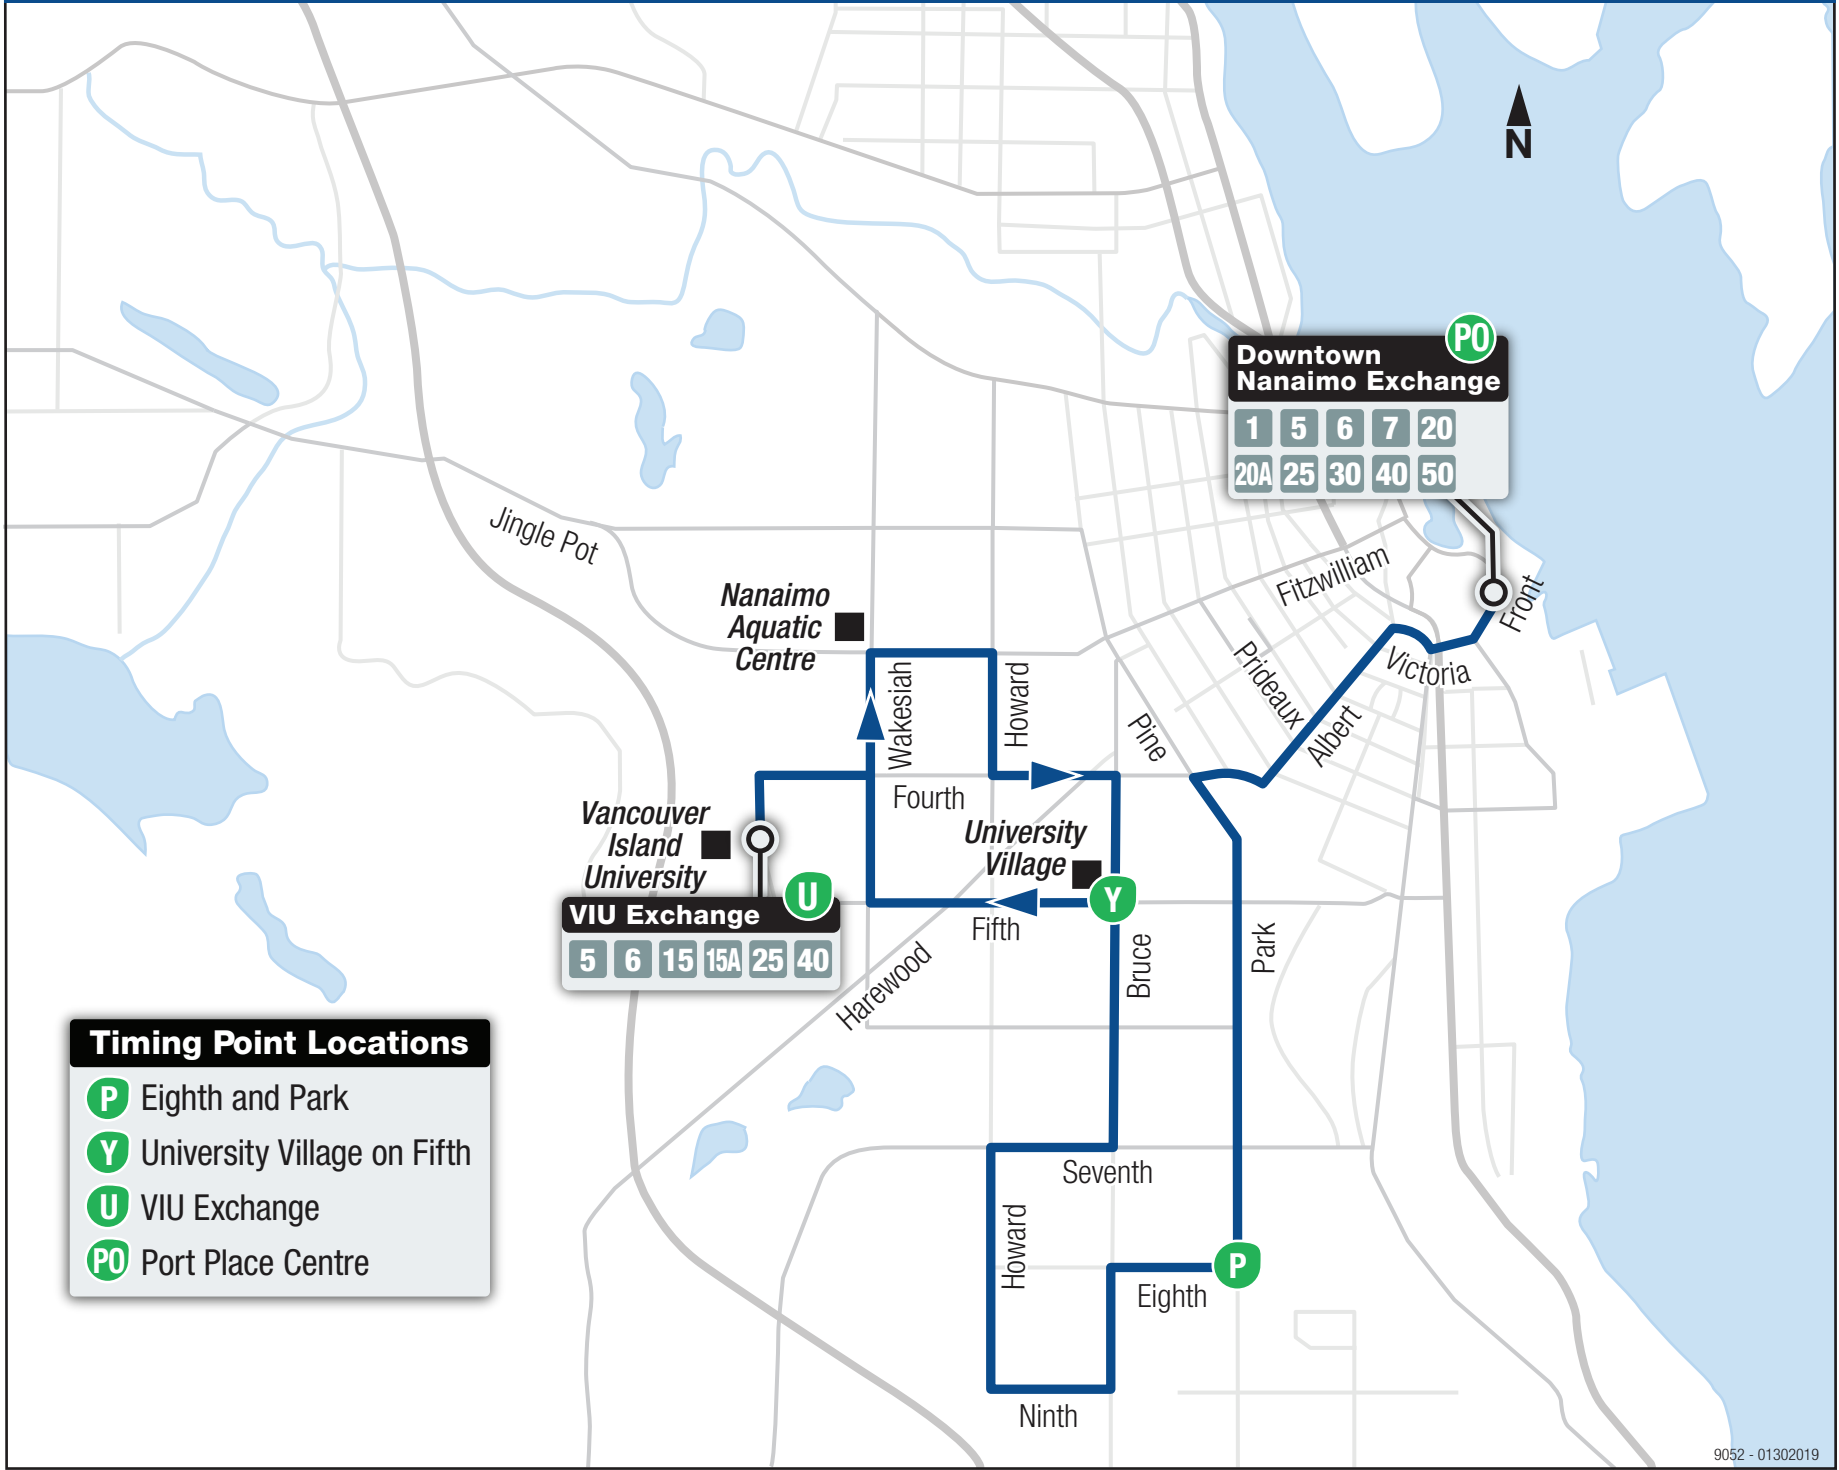 N
PO
Downtown
Nanaimo Exchange
1 5 6 7 20
20A 25 30 40 50
Jingle Pot
Fitzwilliam
Front
Nanaimo
Aquatic
Centre
Wakesiah
Howard
Pine
Prideaux
Albert
Victoria
Fourth
Vancouver
Island
University
University
Village
Y
U
VIU Exchange
5 6 15 15A 25 40
Fifth
Harewood
Bruce
Park
Timing Point Locations
P Eighth and Park
Y University Village on Fifth
U VIU Exchange
PO Port Place Centre
Seventh
Howard
P
Eighth
Ninth
9052 - 01302019